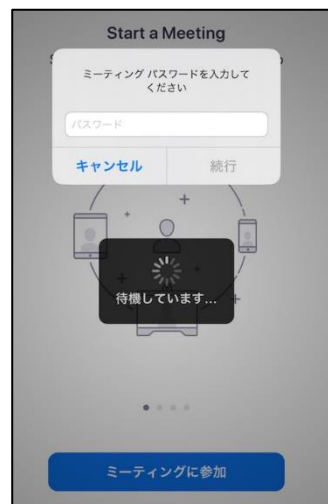 Start a Meeting
ミーティング パスワードを入力して
ください
パスワード
キャンセル
続行
待機しています...
ミーティングに参加